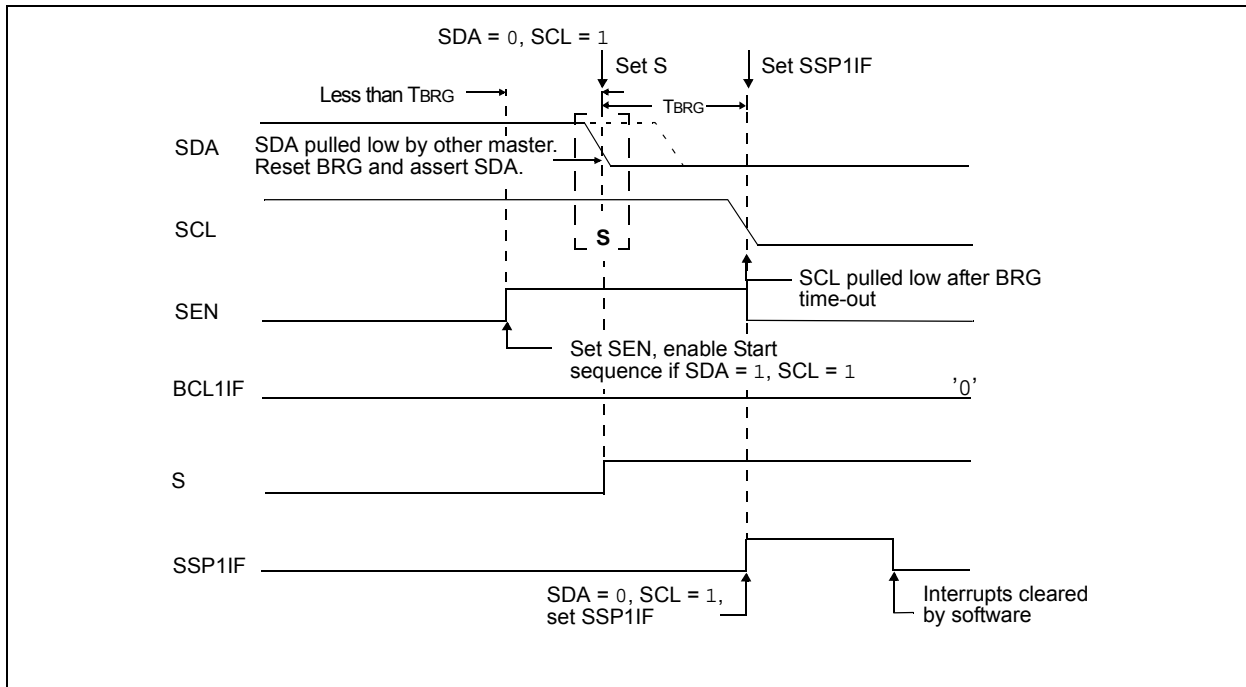 SDA = 0, SCL = 1
Set S
Set SSP1IF
Less than TBRG
TBRG
SDA
SDA pulled low by other master.
Reset BRG and assert SDA.
SCL
S
SCL pulled low after BRG
time-out
SEN
Set SEN, enable Start
sequence if SDA = 1, SCL = 1
BCL1IF
'0'
S
SSP1IF
SDA = 0, SCL = 1,
set SSP1IF
Interrupts cleared
by software